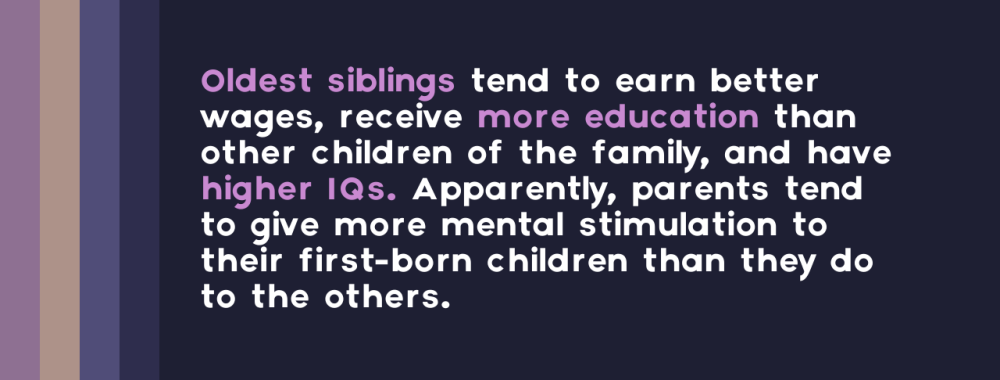 Oldest siblings tend to earn better
wages, receive more education than
other children of the family, and have
higher IQs. Apparently, parents tend
to give more mental stimulation to
their first-born children than they do
to the others.